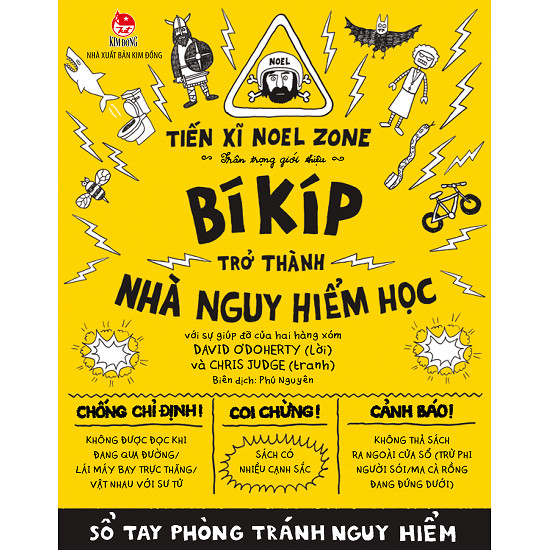 KIM ĐỒNG
NHÀ XUẤT BẢN KIM ĐỒNG
NOEL
TIẾN XĨ NOEL ZONE
Trân trọng giới thiệu
BÍ KÍP
TRỞ THÀNH
NHÀ NGUY HIỂM HỌC
với sự giúp đỡ của hai hàng xóm
DAVID O'DOHERTY (lời)
và CHRIS JUDGE (tranh)
Biên dịch: Phú Nguyên
CHỐNG CHỈ ĐỊNH!
KHÔNG ĐƯỢC ĐỌC KHI
ĐANG QUA ĐƯỜNG/
LÁI MÁY BAY TRỰC THĂNG/
VẬT NHAU VỚI SƯ TỬ
COI CHỪNG!
SÁCH CÓ
NHIỀU CẠNH SẮC
CẢNH BÁO!
KHÔNG THẢ SÁCH
RA NGOÀI CỬA SỔ (TRỪ PHI
NGƯỜI SÓI/MA CÀ RỒNG
ĐANG ĐỨNG DƯỚI)
SỔ TAY PHÒNG TRÁNH NGUY HIỂM